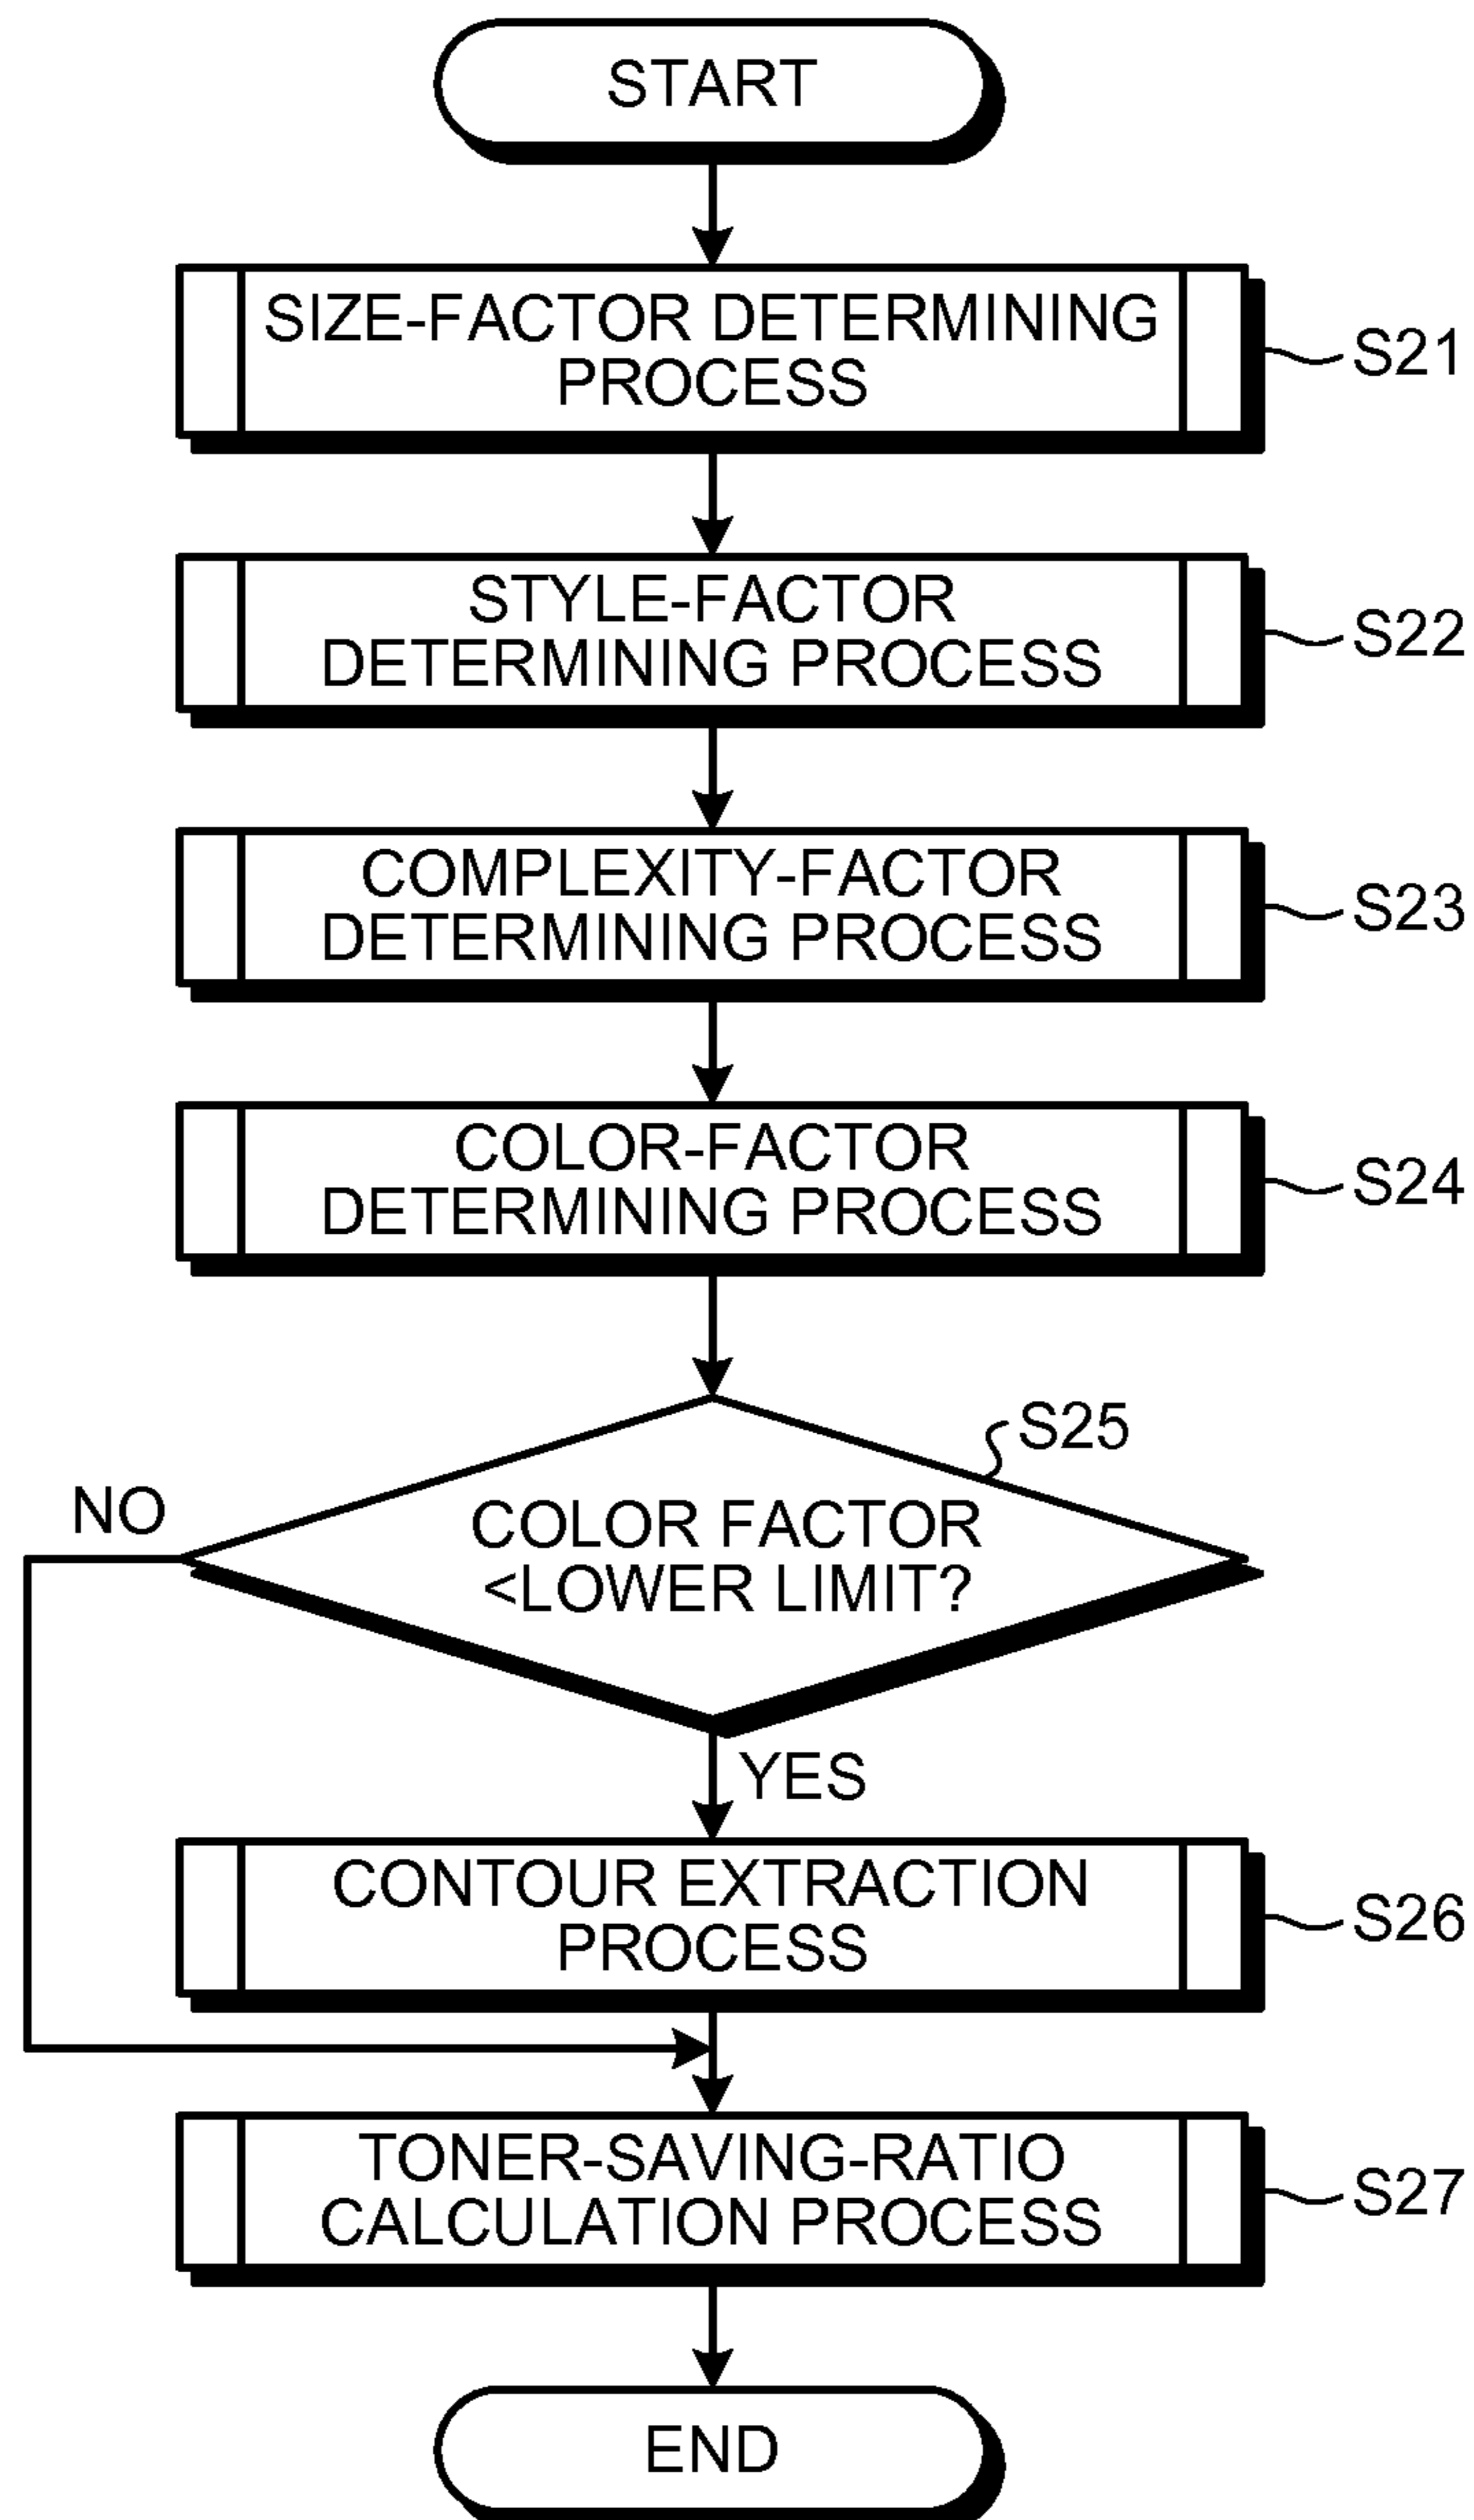 START
SIZE-FACTOR DETERMINING
PROCESS
S21
STYLE-FACTOR
DETERMINING PROCESS
S22
COMPLEXITY-FACTOR
DETERMINING PROCESS
S23
COLOR-FACTOR
DETERMINING PROCESS
S24
S25
NO
COLOR FACTOR
<LOWER LIMIT?
YES
CONTOUR EXTRACTION
PROCESS
S26
TONER-SAVING-RATIO
CALCULATION PROCESS
S27
END